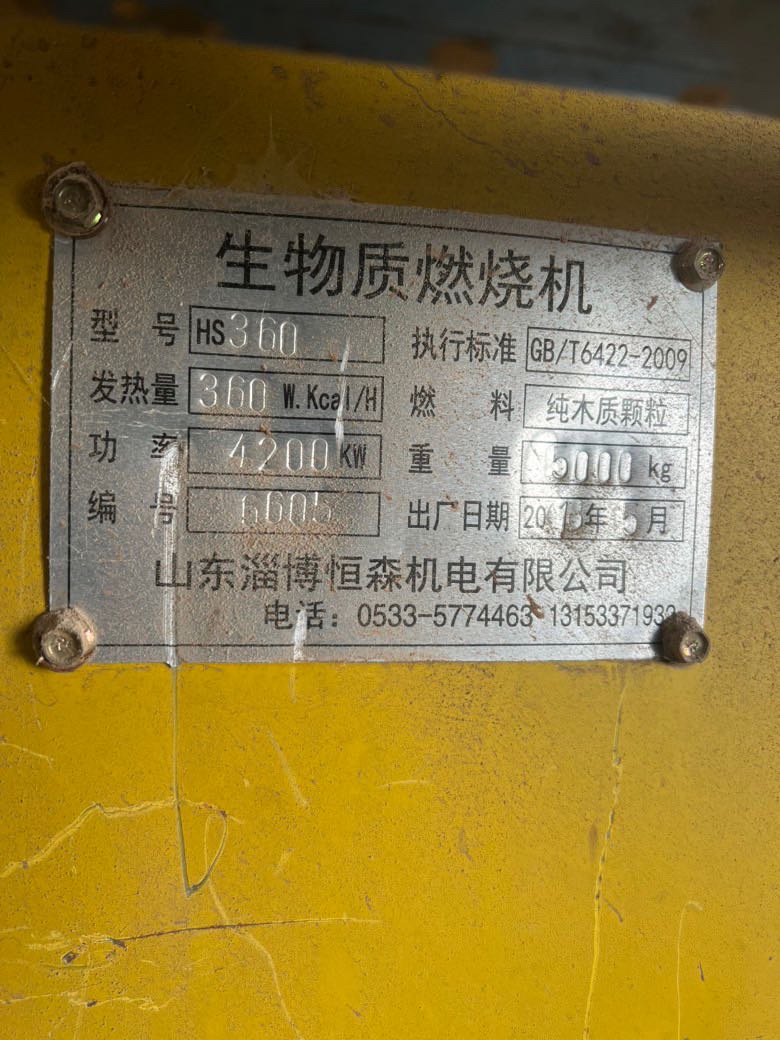 生物质燃烧机
型号 HS360 执行标准 GB/T6422-2009
发热量 360 W.Kcal/H 燃料 纯木质颗粒
功率 4200 KW 重量 5000 kg
编号 6605 出厂日期 20 年5月
山东淄博恒森机电有限公司
电话：0533-5774463 13153371932